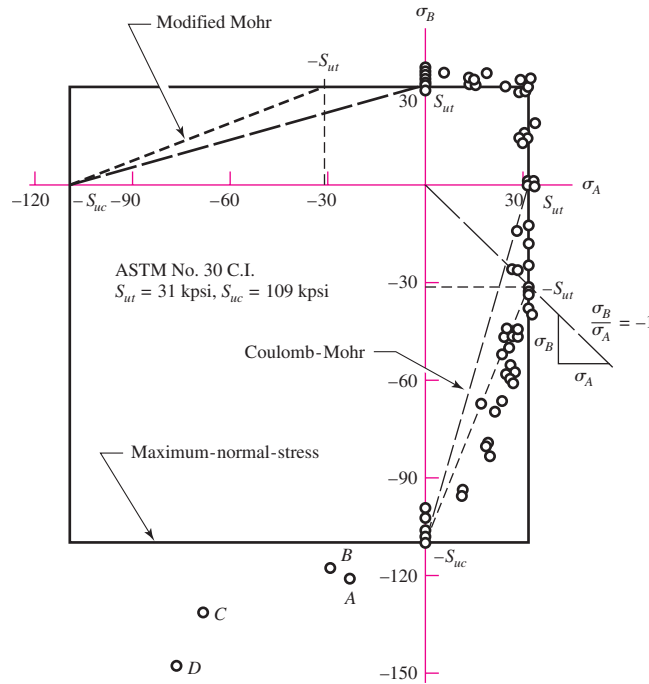 σ_B
Modified Mohr
−S_ut
30
S_ut
−120
−S_uc
−90
−60
−30
30
S_ut
σ_A
ASTM No. 30 C.I.
S_ut = 31 kpsi, S_uc = 109 kpsi
−30
−S_ut
σ_B/σ_A = −1
σ_B
σ_A
Coulomb-Mohr
−60
Maximum-normal-stress
−90
−S_uc
B
−120
A
C
D
−150